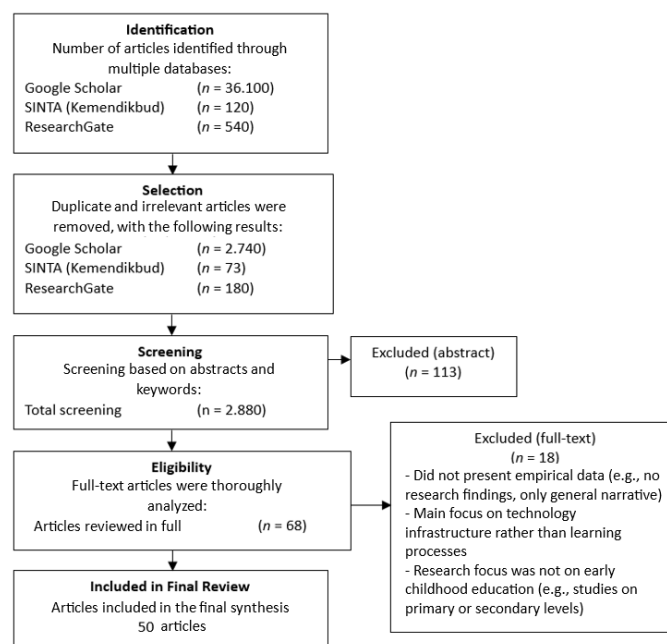 Identification
Number of articles identified through
multiple databases:
Google Scholar (n = 36.100)
SINTA (Kemendikbud) (n = 120)
ResearchGate (n = 540)
Selection
Duplicate and irrelevant articles were
removed, with the following results:
Google Scholar (n = 2.740)
SINTA (Kemendikbud) (n = 73)
ResearchGate (n = 180)
Screening
Screening based on abstracts and
keywords:
Total screening (n = 2.880)
Excluded (abstract)
(n = 113)
Eligibility
Full-text articles were thoroughly
analyzed:
Articles reviewed in full (n = 68)
Excluded (full-text)
(n = 18)
- Did not present empirical data (e.g., no
research findings, only general narrative)
- Main focus on technology
infrastructure rather than learning
processes
- Research focus was not on early
childhood education (e.g., studies on
primary or secondary levels)
Included in Final Review
Articles included in the final synthesis
50 articles